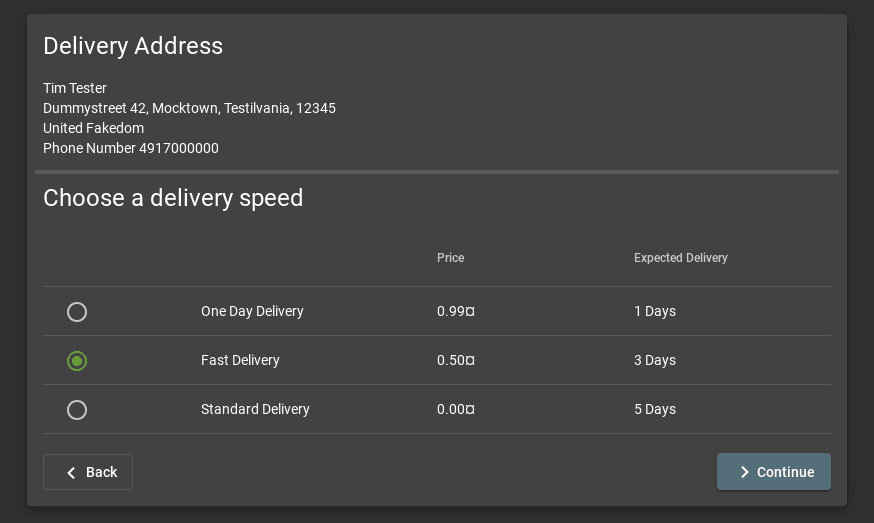 Delivery Address
Tim Tester
Dummystreet 42, Mocktown, Testilvania, 12345
United Fakedom
Phone Number 4917000000
Choose a delivery speed
Price Expected Delivery
One Day Delivery 0.99¤ 1 Days
Fast Delivery 0.50¤ 3 Days
Standard Delivery 0.00¤ 5 Days
Back Continue